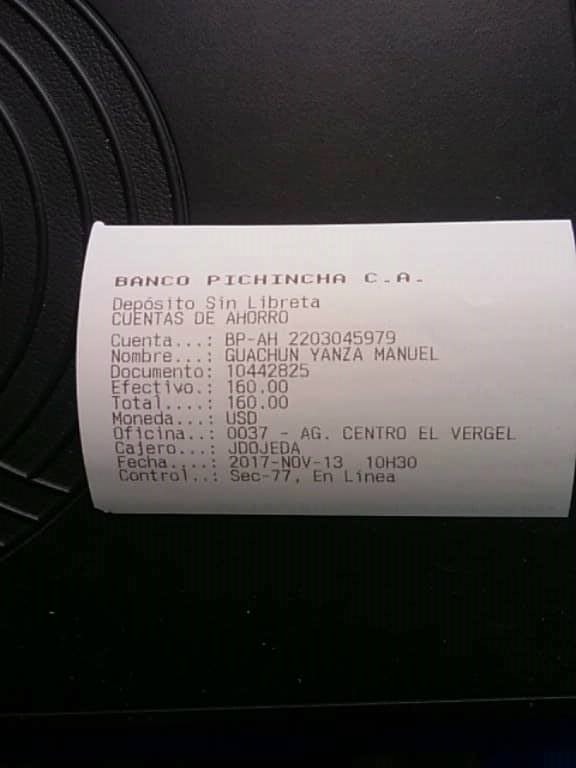 BANCO PICHINCHA C.A.
Depósito Sin Libreta
CUENTAS DE AHORRO
Cuenta...: BP-AH 2203045979
Nombre...: GUACHUN YANZA MANUEL
Documento: 10442825
Efectivo.: 160.00
Total....: 160.00
Moneda...: USD
Oficina..: 0037 - AG. CENTRO EL VERGEL
Cajero...: JDOJEDA
Fecha....: 2017-NOV-13 10H30
Control..: Sec-77, En Linea